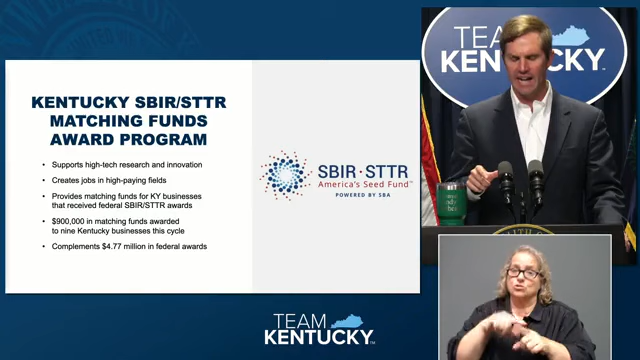 KENTUCKY SBIR/STTR
MATCHING FUNDS
AWARD PROGRAM
• Supports high-tech research and innovation
• Creates jobs in high-paying fields
• Provides matching funds for KY businesses
that received federal SBIR/STTR awards
• $900,000 in matching funds awarded
to nine Kentucky businesses this cycle
• Complements $4.77 million in federal awards
SBIR·STTR
America's Seed Fund™
POWERED BY SBA
TEAM
KENTUCKY™
TEAM
KENTUCKY